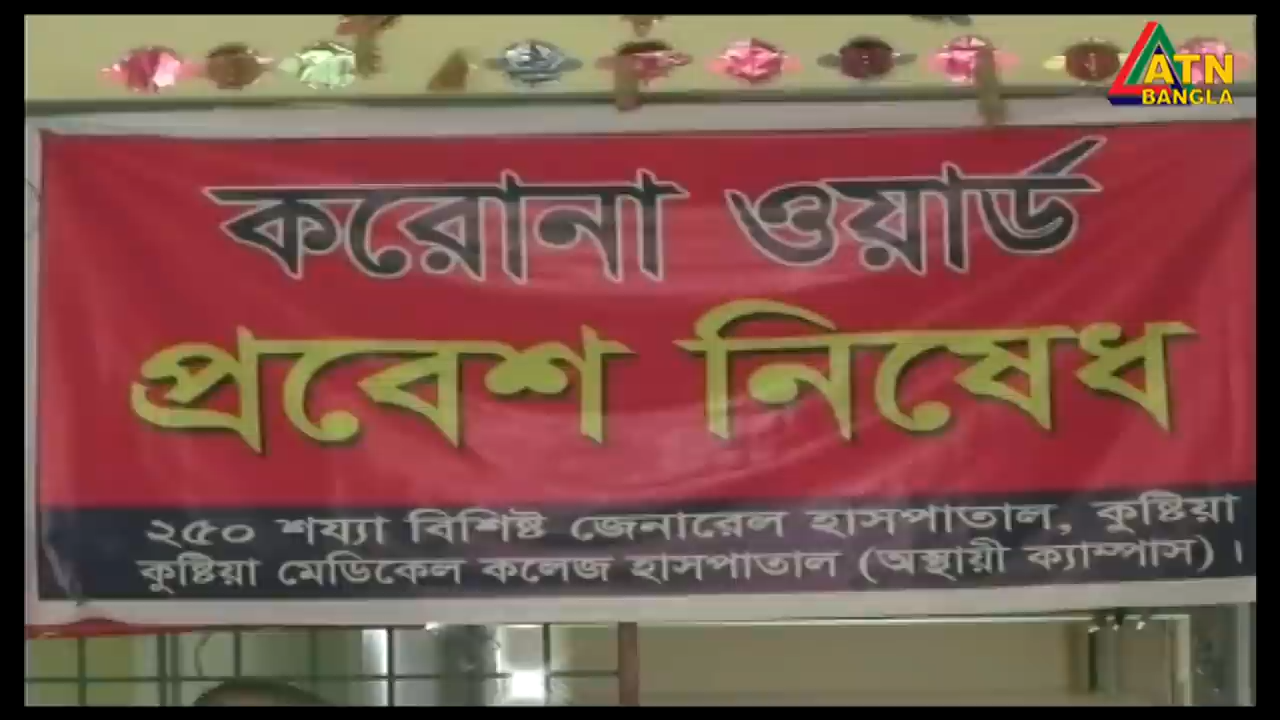 ATN
BANGLA
করোনা ওয়ার্ড
প্রবেশ নিষেধ
২৫০ শয্যা বিশিষ্ট জেনারেল হাসপাতাল, কুষ্টিয়া
কুষ্টিয়া মেডিকেল কলেজ হাসপাতাল (অস্থায়ী ক্যাম্পাস)।